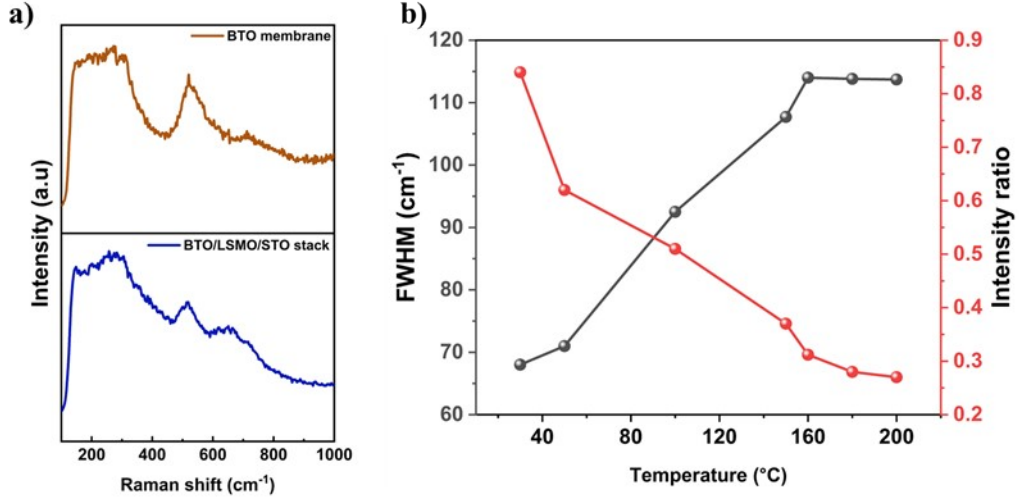 a)
BTO membrane
BTO/LSMO/STO stack
Intensity (a.u)
200 400 600 800 1000
Raman shift (cm-1)
b)
120
110
100
90
80
70
60
FWHM (cm-1)
0.9
0.8
0.7
0.6
0.5
0.4
0.3
0.2
Intensity ratio
40 80 120 160 200
Temperature (°C)